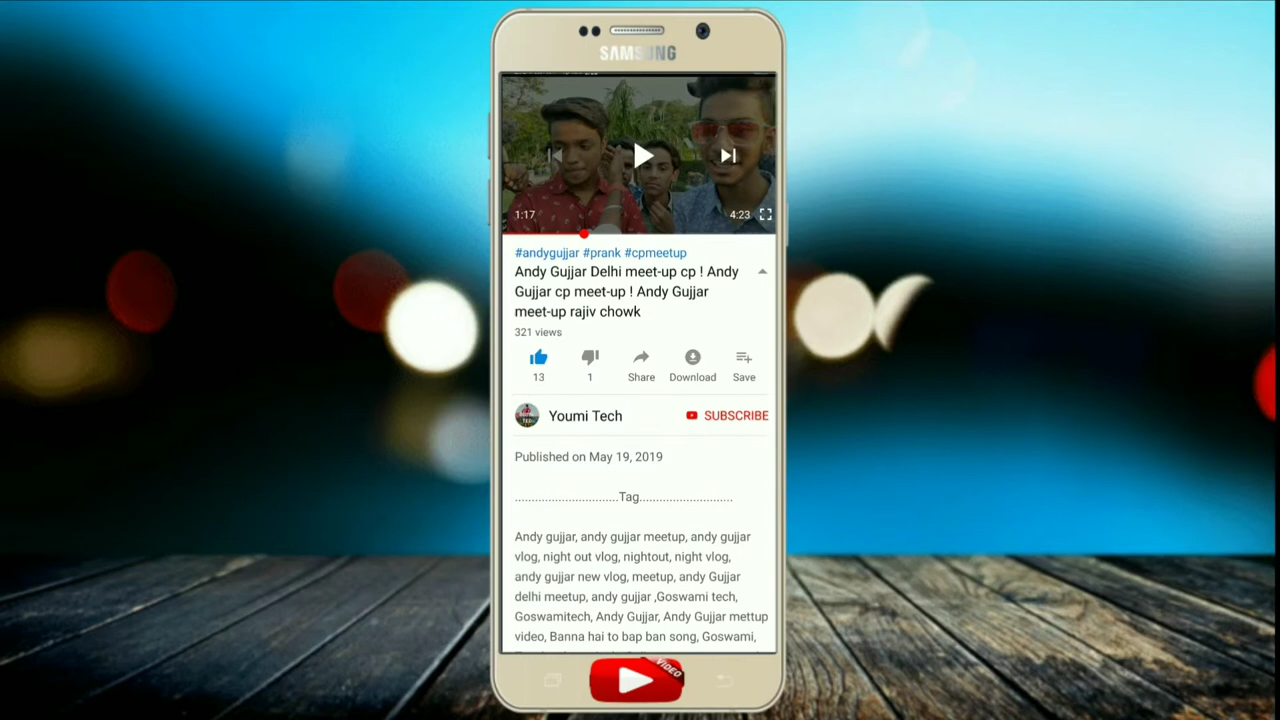 SAMSUNG
1:17
4:23
#andygujjar #prank #cpmeetup
Andy Gujjar Delhi meet-up cp ! Andy
Gujjar cp meet-up ! Andy Gujjar
meet-up rajiv chowk
321 views
13
1
Share
Download
Save
Youmi Tech
SUBSCRIBE
Published on May 19, 2019
...............................Tag............................
Andy gujjar, andy gujjar meetup, andy gujjar
vlog, night out vlog, nightout, night vlog,
andy gujjar new vlog, meetup, andy Gujjar
delhi meetup, andy gujjar ,Goswami tech,
Goswamitech, Andy Gujjar, Andy Gujjar mettup
video, Banna hai to bap ban song, Goswami,
VIDEO